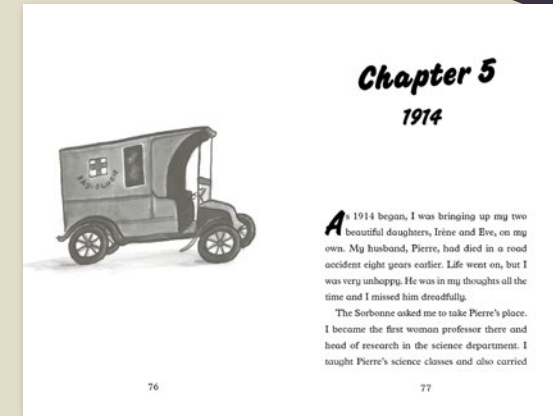 RADIOLOGIE
76
Chapter 5
1914
As 1914 began, I was bringing up my two
beautiful daughters, Irène and Eve, on my
own. My husband, Pierre, had died in a road
accident eight years earlier. Life went on, but I
was very unhappy. He was in my thoughts all the
time and I missed him dreadfully.
The Sorbonne asked me to take Pierre's place.
I became the first woman professor there and
head of research in the science department. I
taught Pierre's science classes and also carried
77